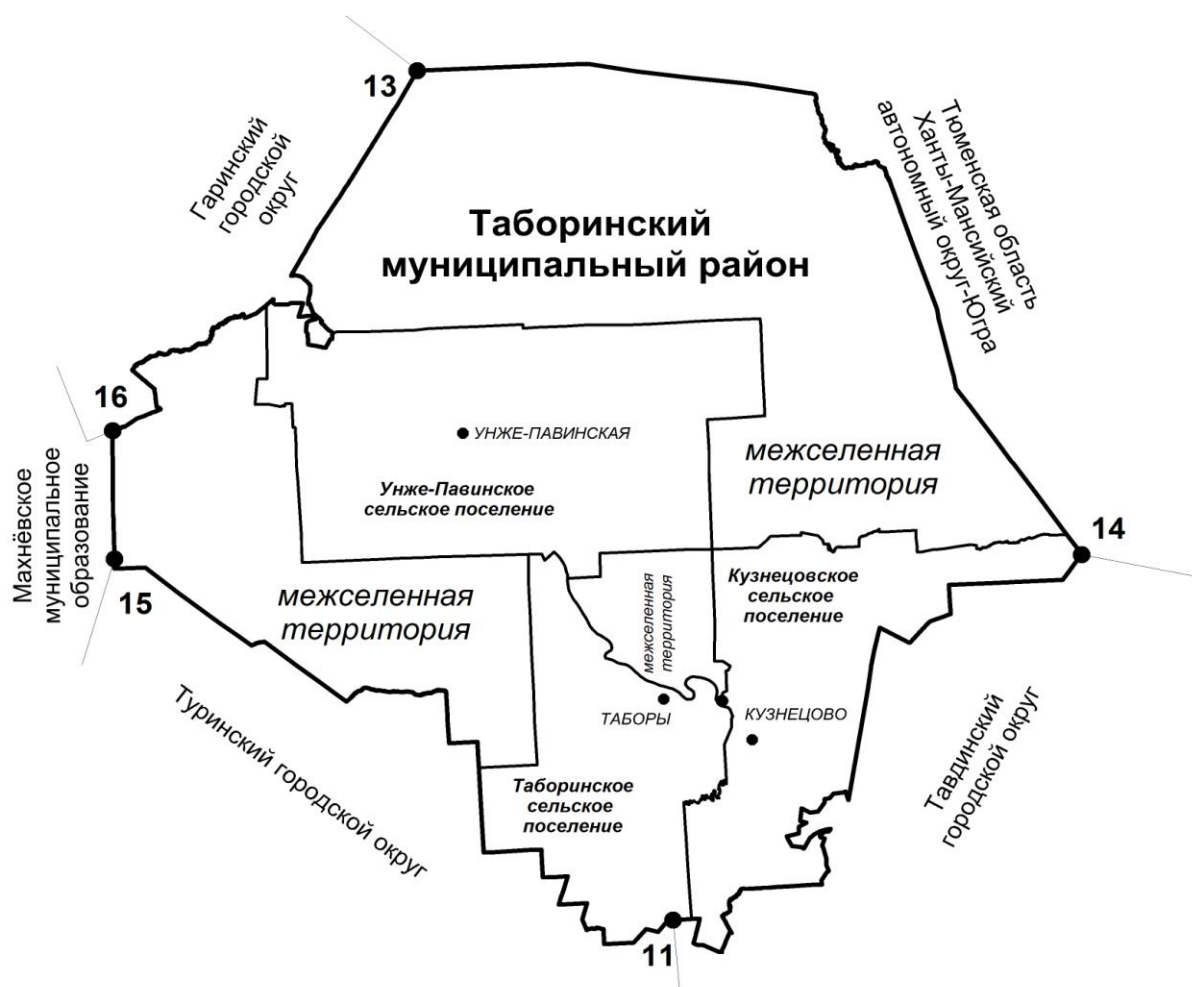 13
Гаринский
городской
округ
Тюменская область
Ханты-Мансийский
автономный округ-Югра
Таборинский
муниципальный район
16
УНЖЕ-ПАВИНСКАЯ
межселенная
территория
Унже-Павинское
сельское поселение
Махнёвское
муниципальное
образование
14
15
Кузнецовское
сельское
поселение
межселенная
территория
межселенная
территория
ТАБОРЫ
КУЗНЕЦОВО
Туринский городской округ
Тавдинский
городской округ
Таборинское
сельское
поселение
11